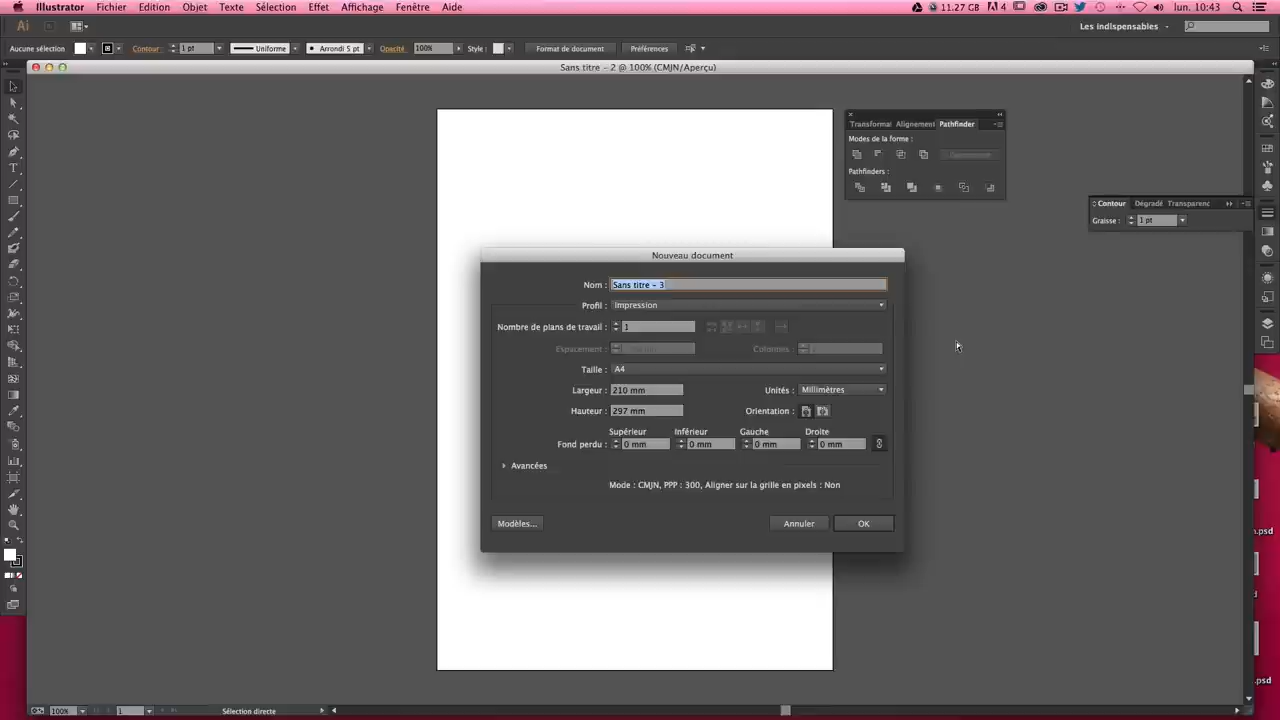 Illustrator Fichier Edition Objet Texte Sélection Effet Affichage Fenêtre Aide 11.27 GB 4 lun. 10:43
Ai Les indispensables
Aucune sélection Contour : 1 pt Uniforme Arrondi 5 pt Opacité 100% Style : Format de document Préférences
Sans titre – 2 @ 100% (CMJN/Aperçu)
Transformat Alignement Pathfinder
Modes de la forme :
Pathfinders :
Contour Dégradé Transparenc
Graisse : 1 pt
Nouveau document
Nom : Sans titre – 3
Profil : Impression
Nombre de plans de travail : 1
Espacement : Colonnes :
Taille : A4
Largeur : 210 mm Unités : Millimètres
Hauteur : 297 mm Orientation :
Supérieur Inférieur Gauche Droite
Fond perdu : 0 mm 0 mm 0 mm 0 mm
Avancées
Mode : CMJN, PPP : 300, Aligner sur la grille en pixels : Non
Modèles... Annuler OK
.psd
.psd
100% 1 Sélection directe